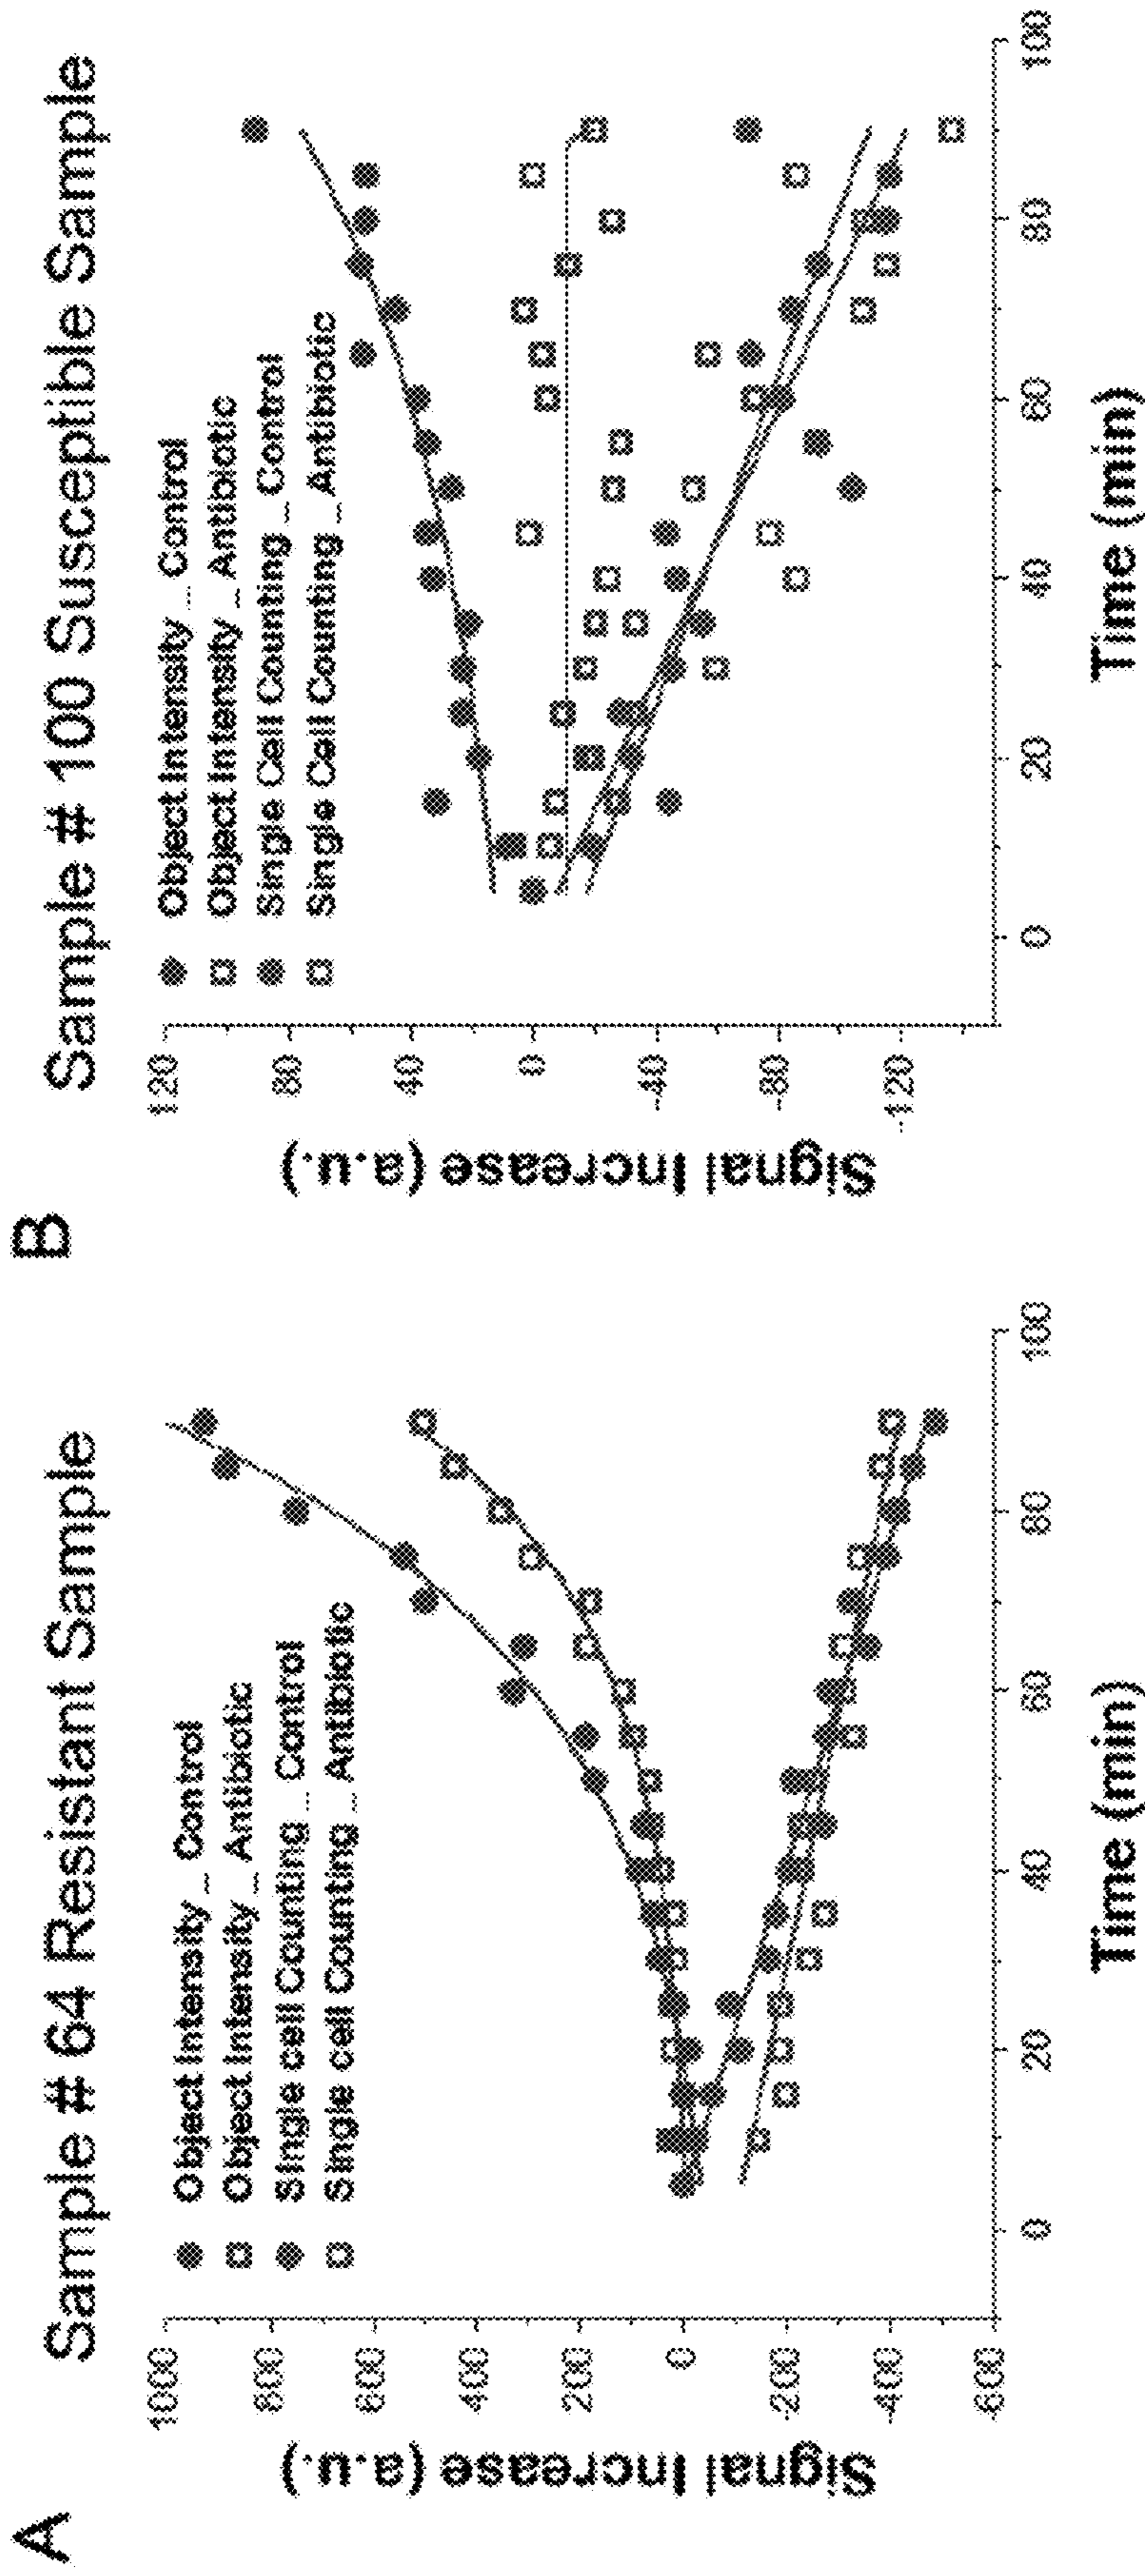 A
Sample # 64 Resistant Sample
Object Intensity _ Control
Object Intensity _ Antibiotic
Single cell Counting _ Control
Single cell Counting _ Antibiotic
Signal Increase (a.u.)
1000
800
600
400
200
0
-200
-400
-600
0
20
40
60
80
100
Time (min)
B
Sample # 100 Susceptible Sample
Object Intensity _ Control
Object Intensity _ Antibiotic
Single Cell Counting _ Control
Single Cell Counting _ Antibiotic
Signal Increase (a.u.)
120
80
40
0
-40
-80
-120
0
20
40
60
80
100
Time (min)